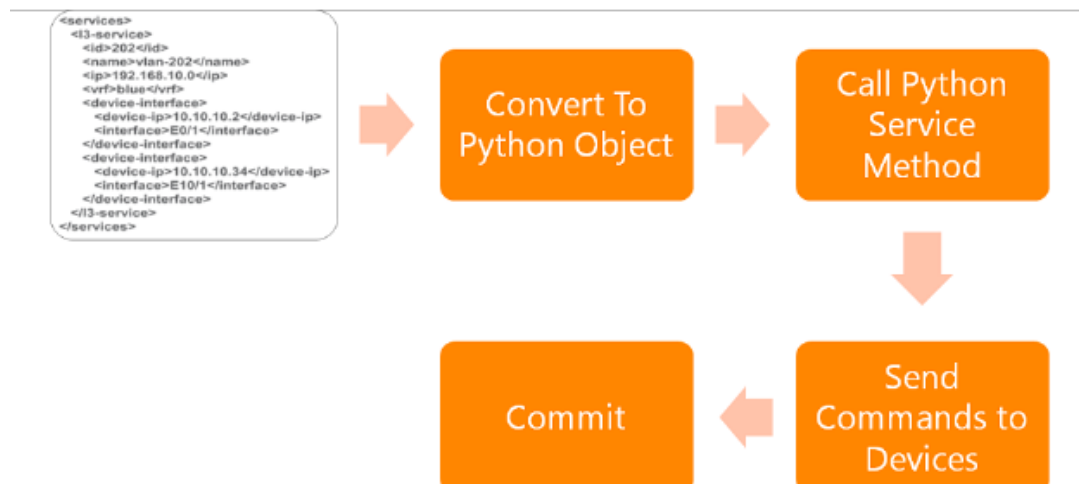 <services>
<l3-service>
<id>202</id>
<name>vlan-202</name>
<ip>192.168.10.0</ip>
<vrf>blue</vrf>
<device-interface>
<device-ip>10.10.10.2</device-ip>
<interface>E0/1</interface>
</device-interface>
<device-interface>
<device-ip>10.10.10.34</device-ip>
<interface>E10/1</interface>
</device-interface>
</l3-service>
</services>
Convert To
Python Object
Call Python
Service
Method
Send
Commands to
Devices
Commit